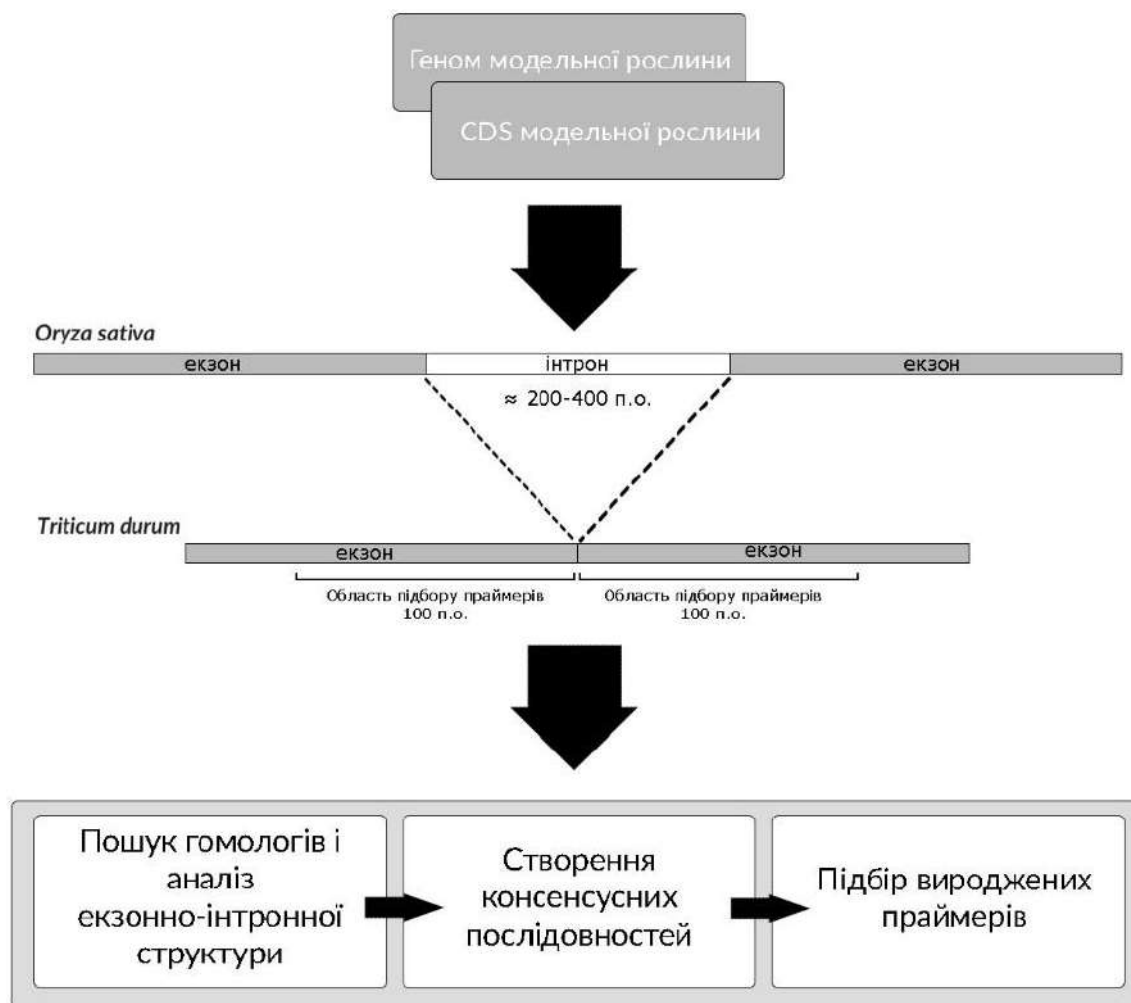 Геном модельної рослини
CDS модельної рослини
Oryza sativa
екзон
інтрон
екзон
≈ 200-400 п.о.
Triticum durum
екзон
екзон
Область підбору праймерів
100 п.о.
Область підбору праймерів
100 п.о.
Пошук гомологів і
аналіз
екзонно-інтронної
структури
Створення
консенсусних
послідовностей
Підбір вироджених
праймерів